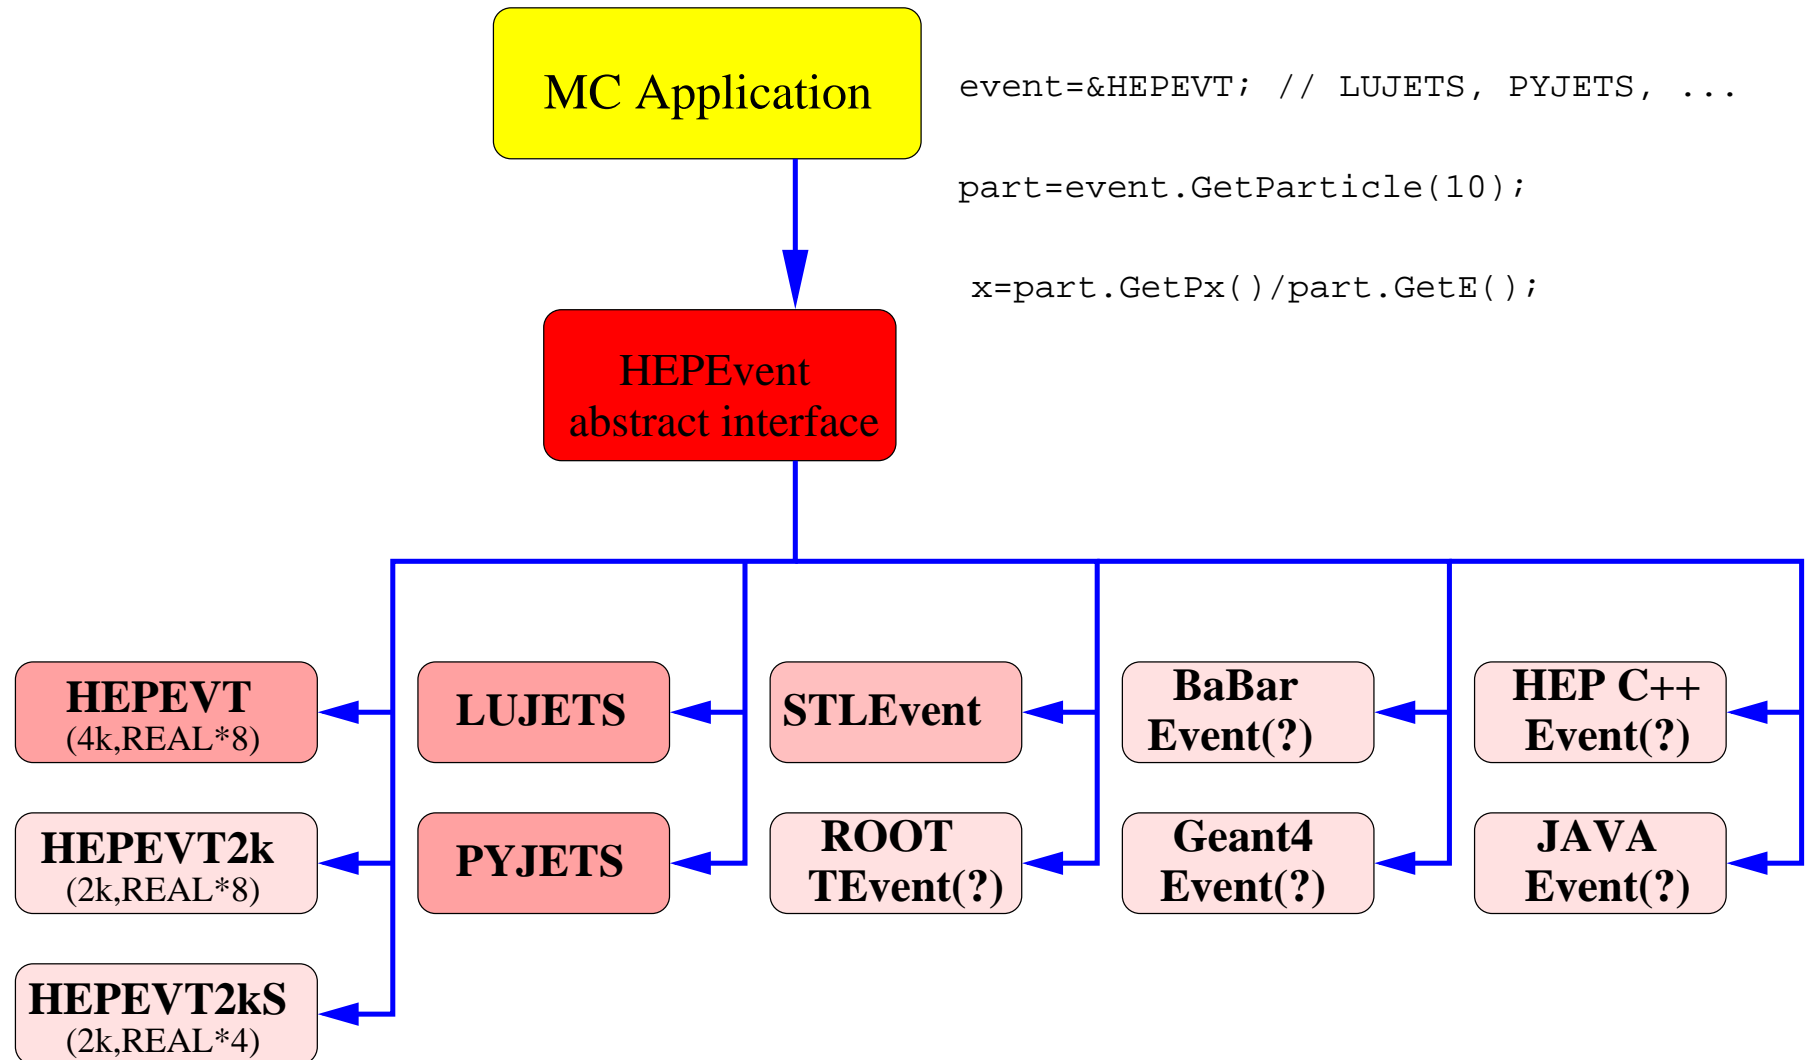 MC Application
event=&HEPEVT; // LUJETS, PYJETS, ...
part=event.GetParticle(10);
x=part.GetPx()/part.GetE();
HEPEvent
abstract interface
HEPEVT
(4k,REAL*8)
LUJETS
STLEvent
BaBar
Event(?)
HEP C++
Event(?)
HEPEVT2k
(2k,REAL*8)
PYJETS
ROOT
TEvent(?)
Geant4
Event(?)
JAVA
Event(?)
HEPEVT2kS
(2k,REAL*4)